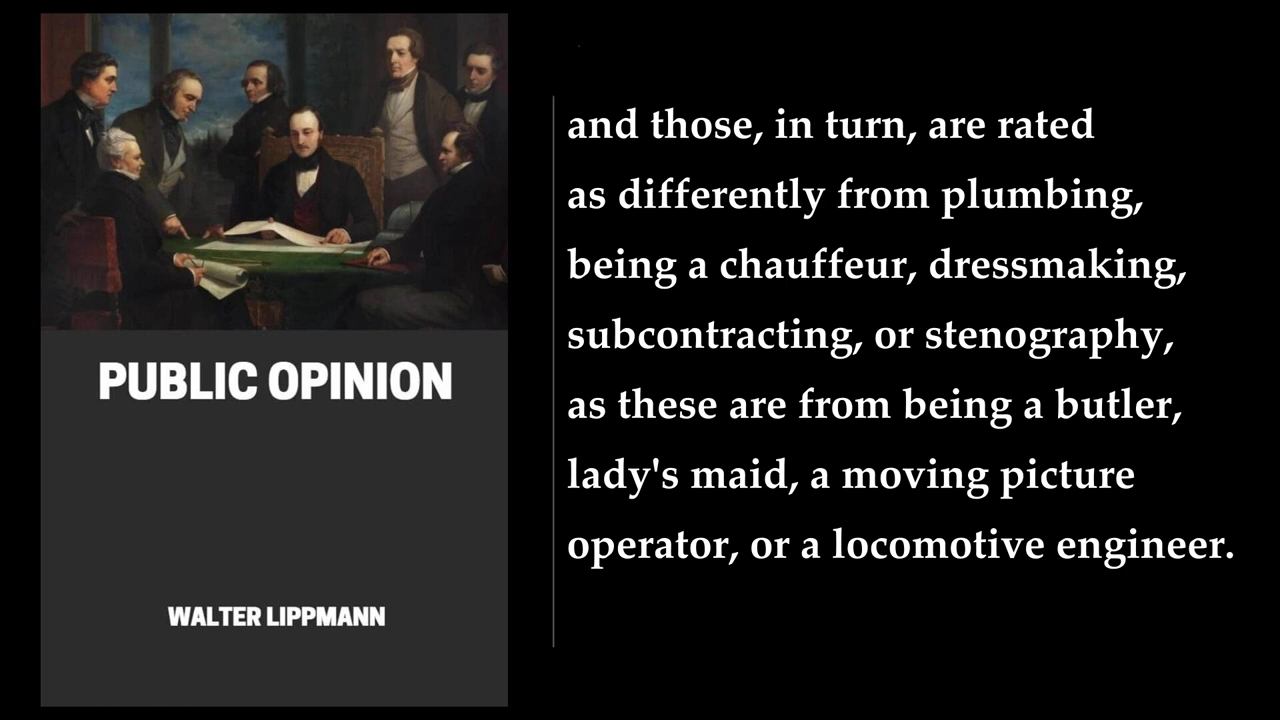 PUBLIC OPINION
WALTER LIPPMANN
and those, in turn, are rated
as differently from plumbing,
being a chauffeur, dressmaking,
subcontracting, or stenography,
as these are from being a butler,
lady's maid, a moving picture
operator, or a locomotive engineer.